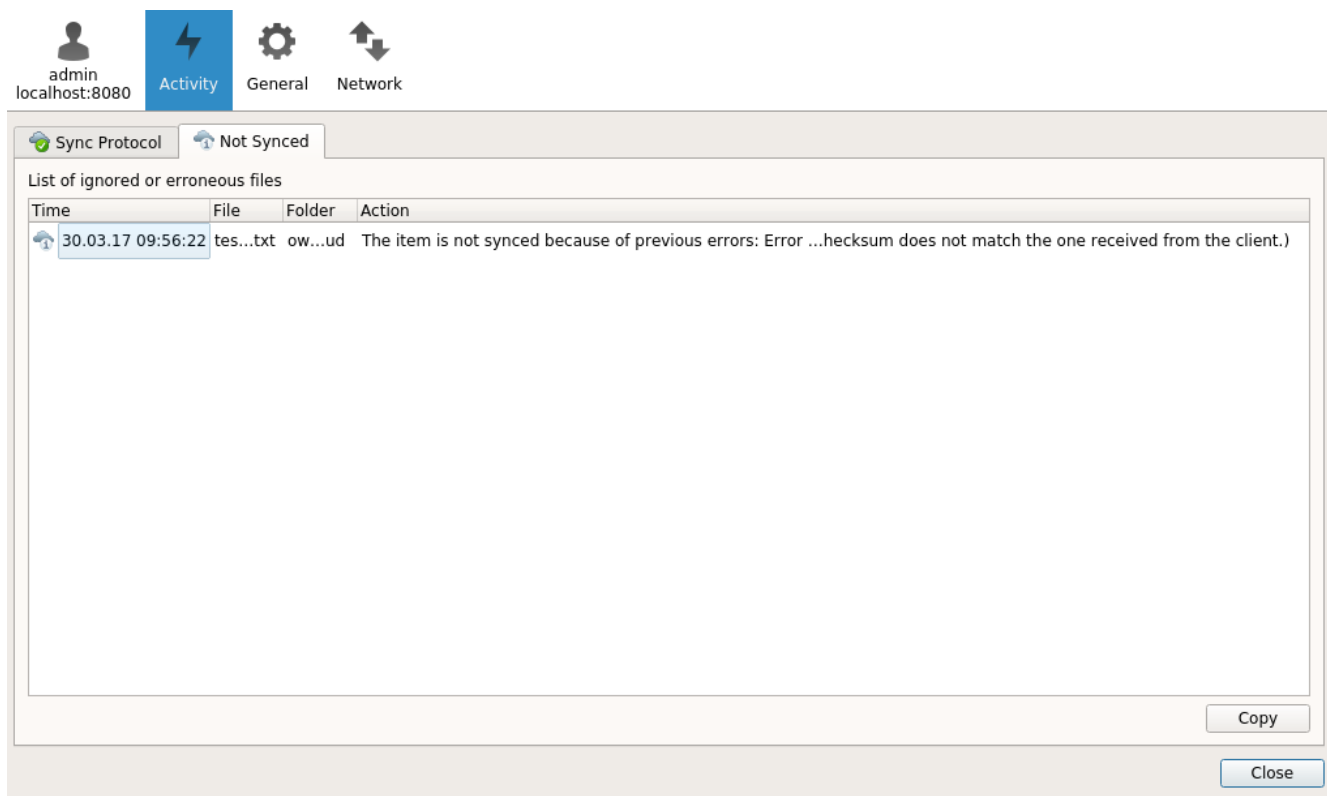 admin
localhost:8080
Activity
General
Network
Sync Protocol
Not Synced
List of ignored or erroneous files
Time File Folder Action
30.03.17 09:56:22 tes...txt ow...ud The item is not synced because of previous errors: Error ...hecksum does not match the one received from the client.)
Copy
Close